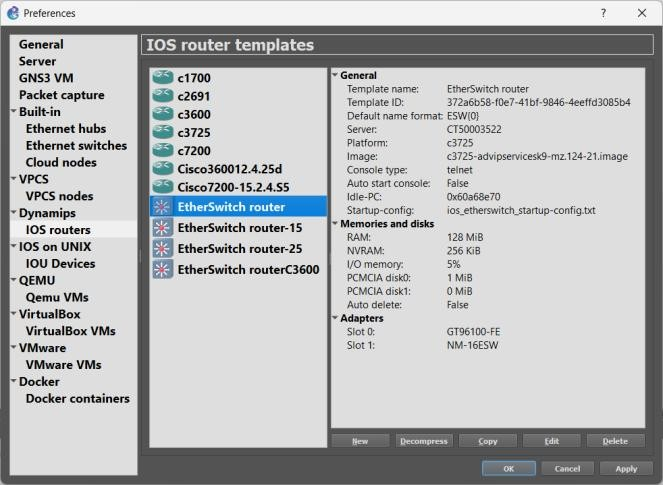 Preferences
?
General
Server
GNS3 VM
Packet capture
Built-in
Ethernet hubs
Ethernet switches
Cloud nodes
VPCS
VPCS nodes
Dynamips
IOS routers
IOS on UNIX
IOU Devices
QEMU
Qemu VMs
VirtualBox
VirtualBox VMs
VMware
VMware VMs
Docker
Docker containers
IOS router templates
c1700
c2691
c3600
c3725
c7200
Cisco360012.4.25d
Cisco7200-15.2.4.S5
EtherSwitch router
EtherSwitch router-15
EtherSwitch router-25
EtherSwitch routerC3600
General
Template name: EtherSwitch router
Template ID: 372a6b58-f0e7-41bf-9846-4eeffd3085b4
Default name format: ESW{0}
Server: CT50003522
Platform: c3725
Image: c3725-advipservicesk9-mz.124-21.image
Console type: telnet
Auto start console: False
Idle-PC: 0x60a68e70
Startup-config: ios_etherswitch_startup-config.txt
Memories and disks
RAM: 128 MiB
NVRAM: 256 KiB
I/O memory: 5%
PCMCIA disk0: 1 MiB
PCMCIA disk1: 0 MiB
Auto delete: False
Adapters
Slot 0: GT96100-FE
Slot 1: NM-16ESW
New Decompress Copy Edit Delete
OK Cancel Apply